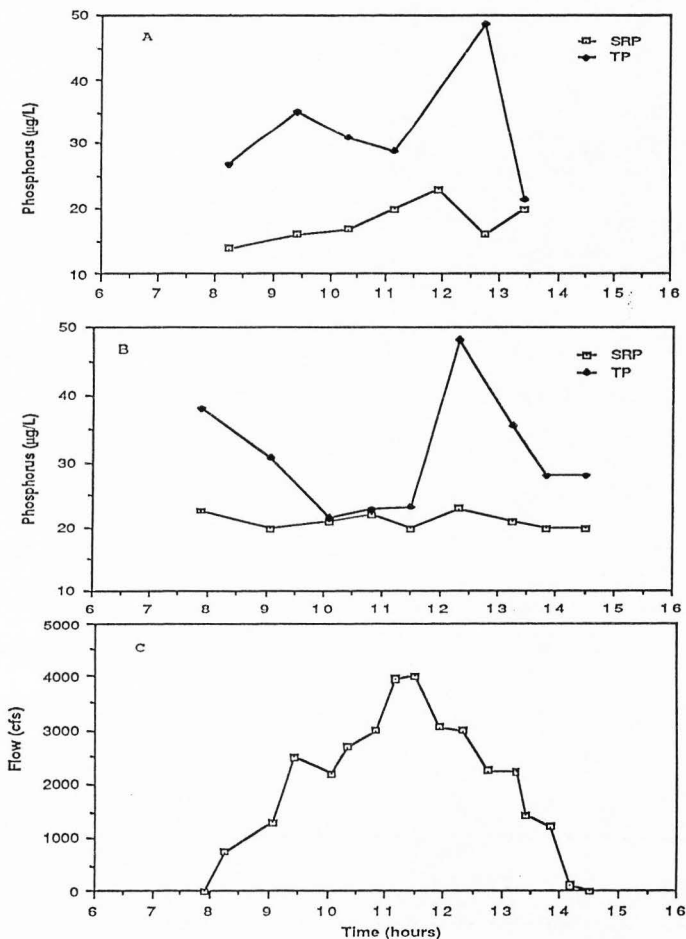 50
A
SRP
TP
40
30
20
10
Phosphorus (µg/L)
6 7 8 9 10 11 12 13 14 15 16
50
B
SRP
TP
40
30
20
10
Phosphorus (µg/L)
6 7 8 9 10 11 12 13 14 15 16
5000
C
4000
3000
2000
1000
0
Flow (cfs)
6 7 8 9 10 11 12 13 14 15 16
Time (hours)